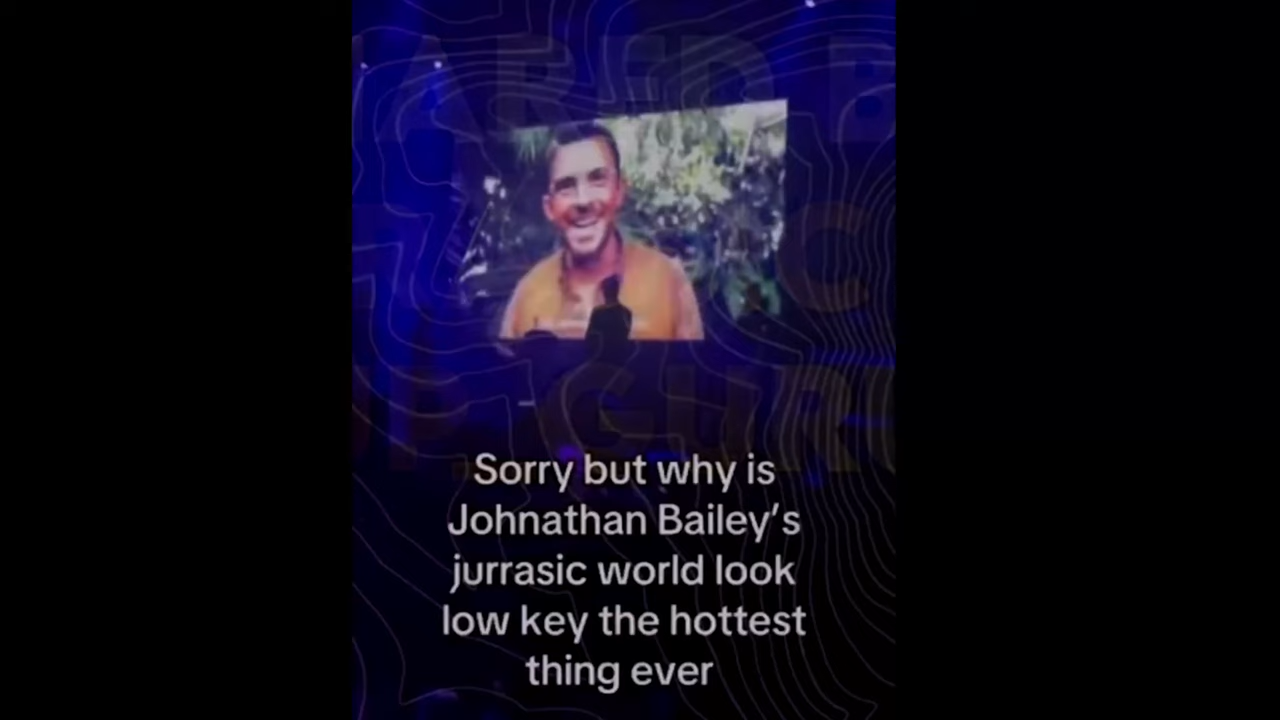 Sorry but why is
Johnathan Bailey's
jurrasic world look
low key the hottest
thing ever